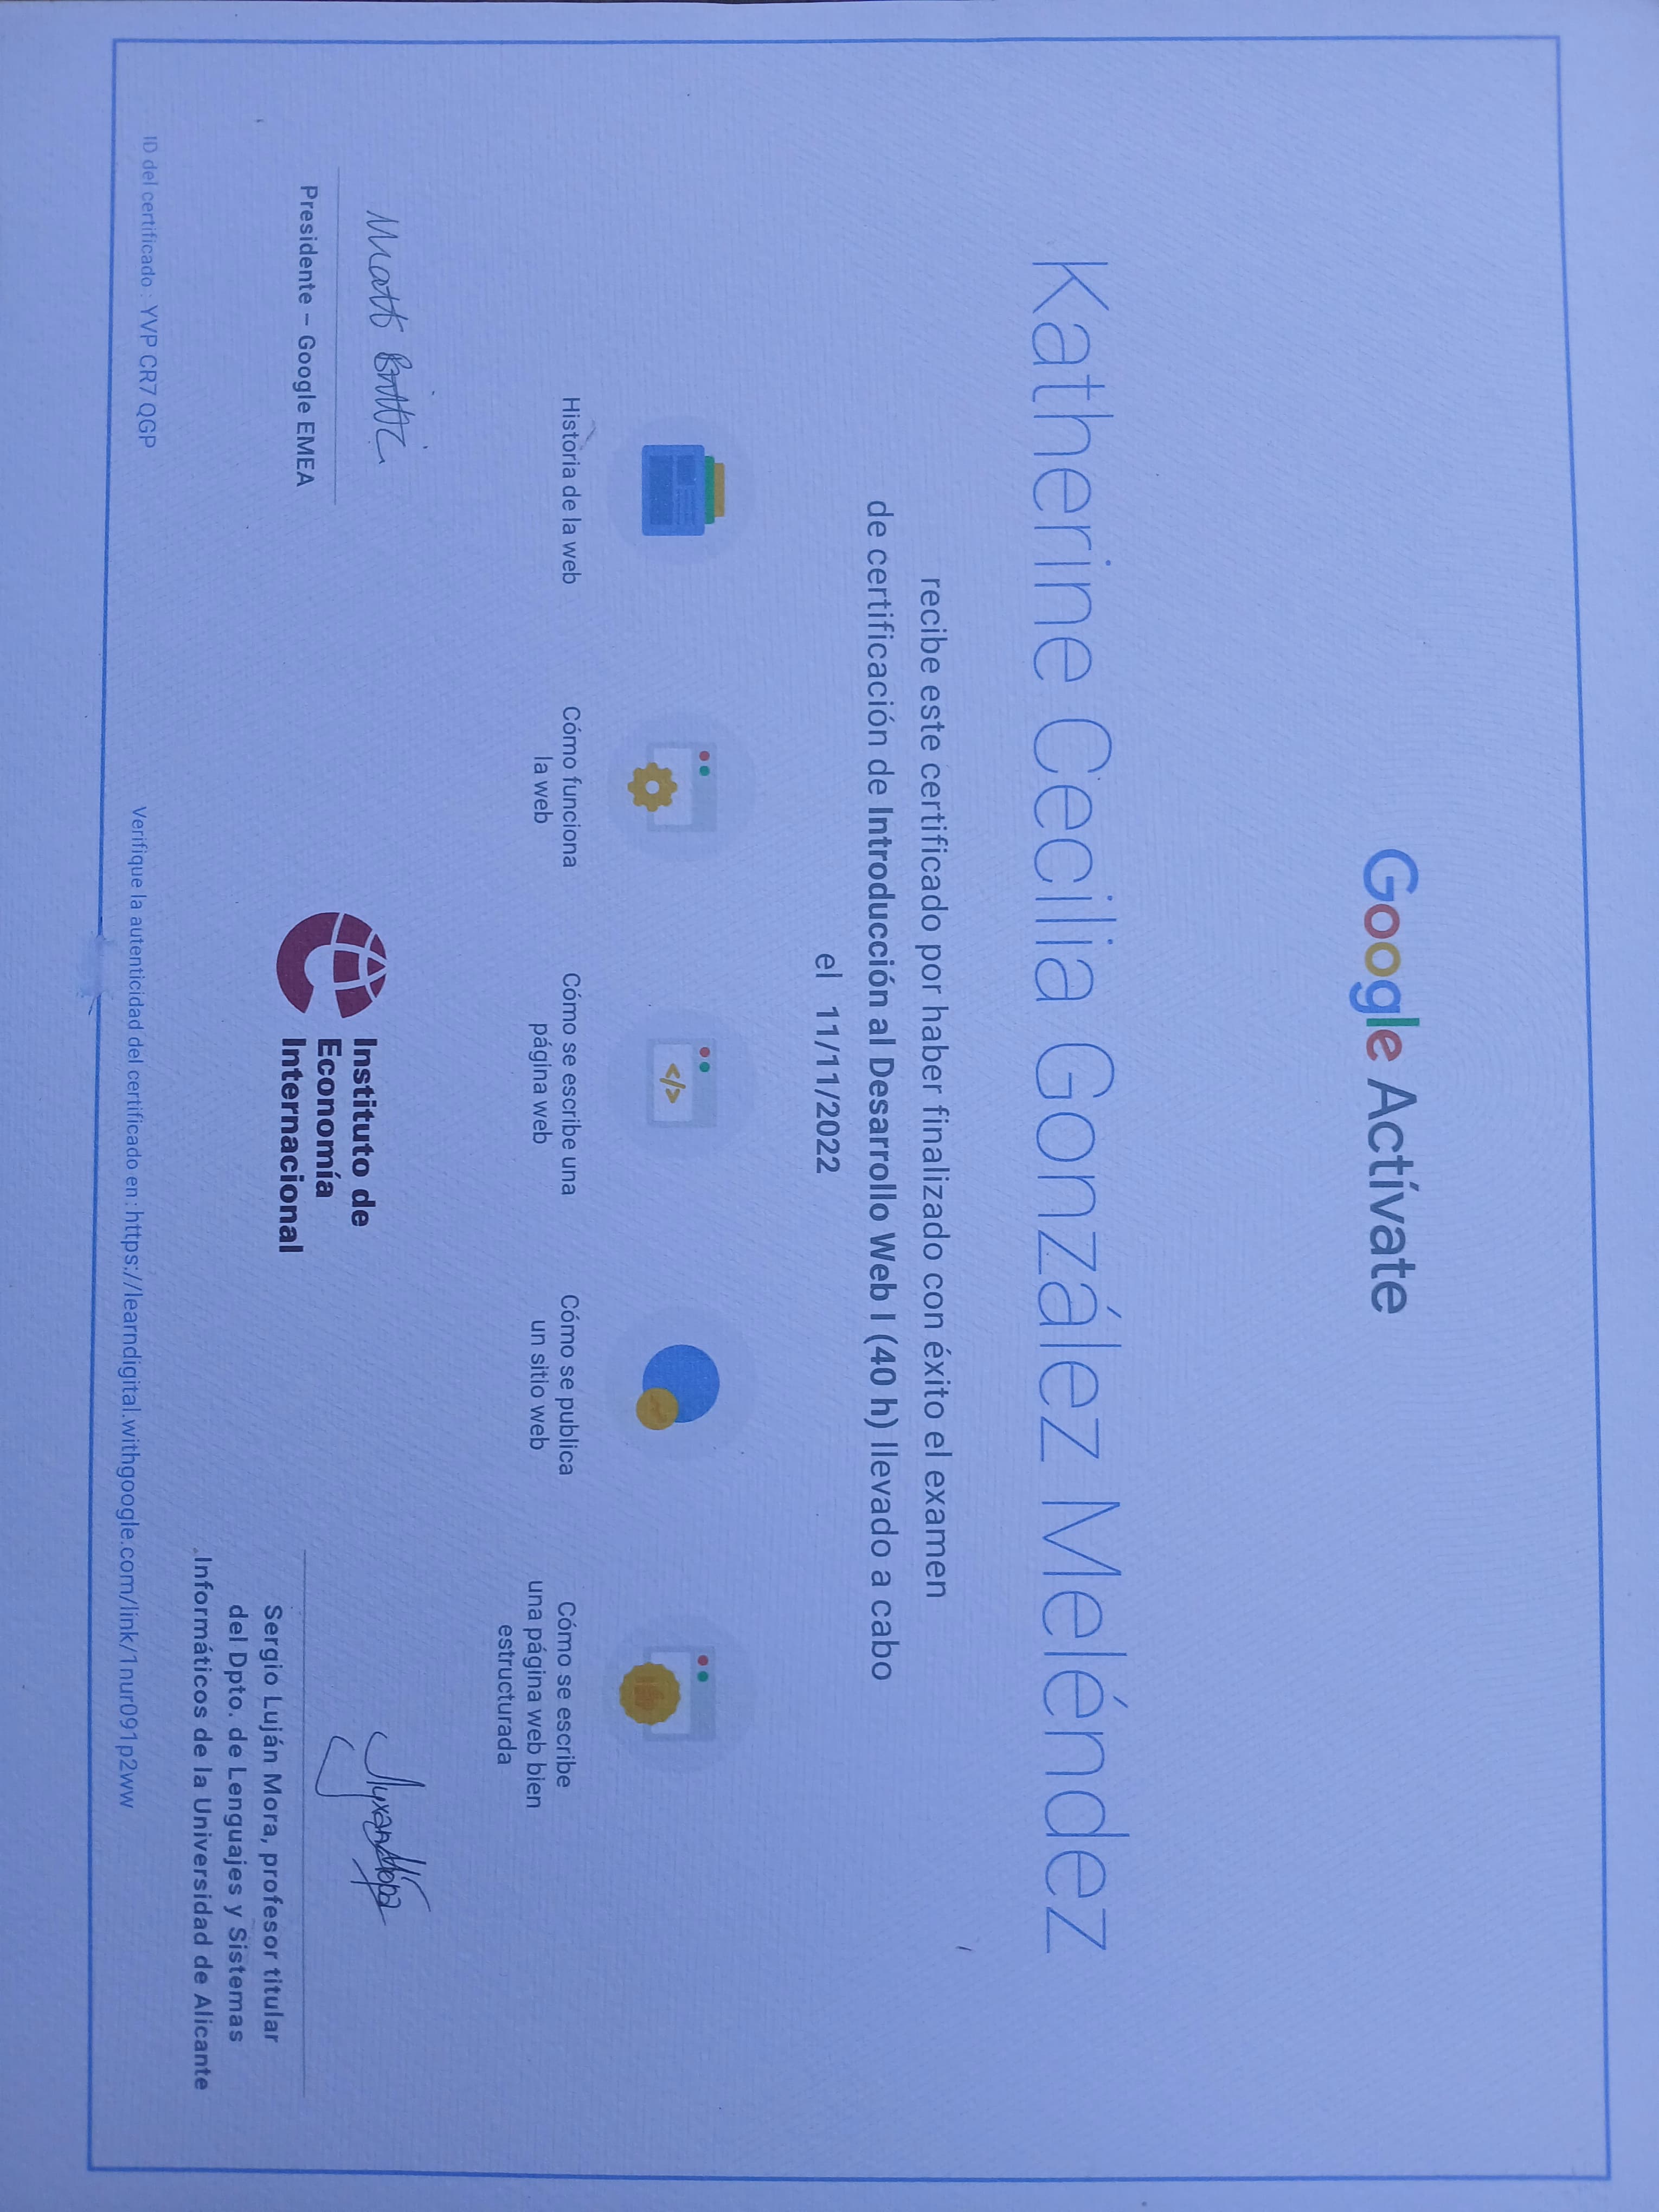 Google Actívate
Katherine Cecilia González Meléndez
recibe este certificado por haber finalizado con éxito el examen
de certificación de Introducción al Desarrollo Web I (40 h) llevado a cabo
el 11/11/2022
</>
Historia de la web
Cómo funciona
la web
Cómo se escribe una
página web
Cómo se publica
un sitio web
Cómo se escribe
una página web bien
estructurada
Matt
Presidente – Google EMEA
Instituto de
Economía
Internacional
Sergio Luján Mora, profesor titular
del Dpto. de Lenguajes y Sistemas
Informáticos de la Universidad de Alicante
ID del certificado : YVP CR7 QGP
Verifique la autenticidad del certificado en : https://learndigital.withgoogle.com/link/1nur091p2ww